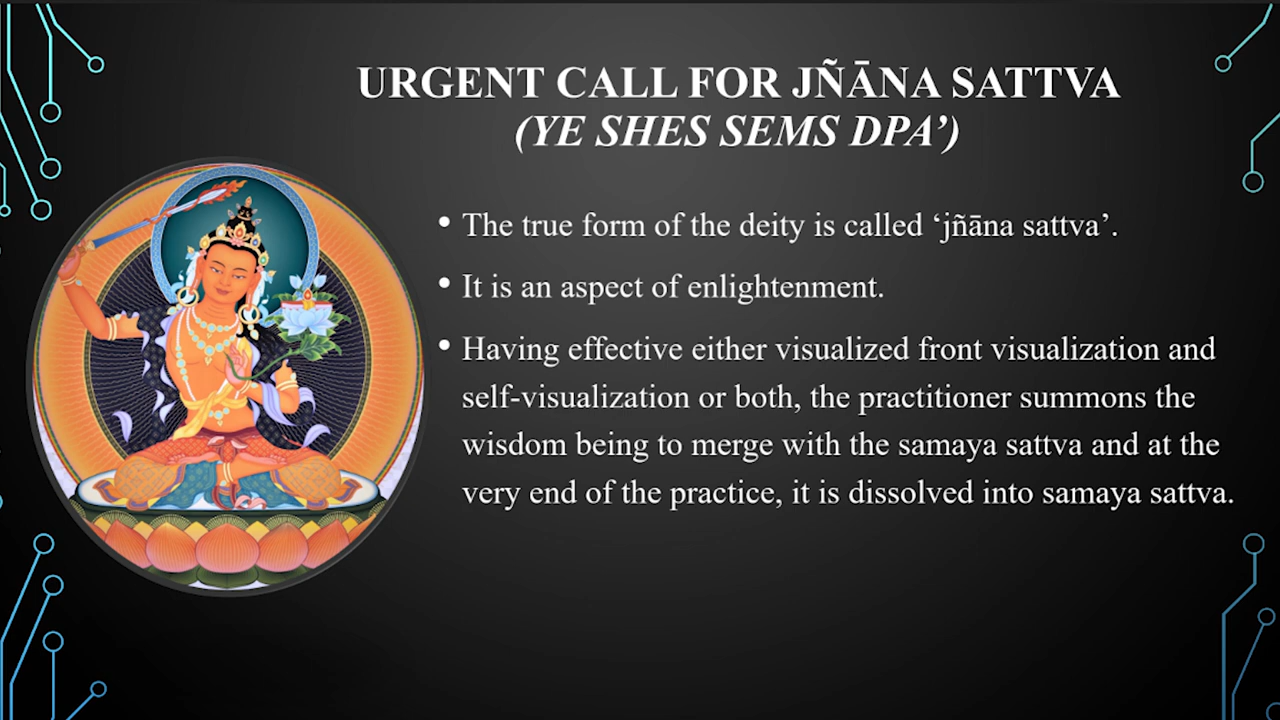 URGENT CALL FOR JÑĀNA SATTVA
(YE SHES SEMS DPA’)
• The true form of the deity is called ‘jñāna sattva’.
• It is an aspect of enlightenment.
• Having effective either visualized front visualization and
self-visualization or both, the practitioner summons the
wisdom being to merge with the samaya sattva and at the
very end of the practice, it is dissolved into samaya sattva.